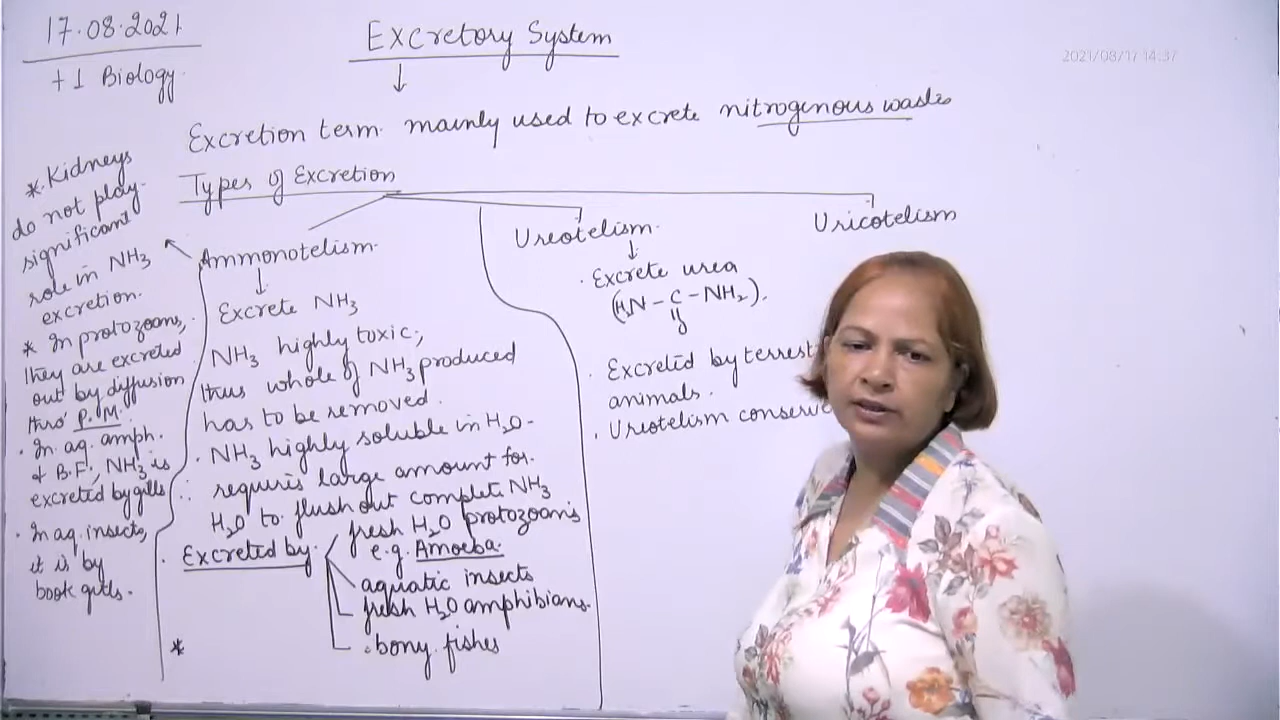 17.08.2021
+1 Biology
Excretory System
2021/08/17 14:37
Excretion term mainly used to excrete nitrogenous wastes
Types of Excretion
Ammonotelism
Excrete NH3
NH3 highly toxic;
thus whole of NH3 produced
has to be removed.
NH3 highly soluble in H2O -
∴ requires large amount for
H2O to flush out complete NH3
Excreted by
fresh H2O protozoans
e.g. Amoeba.
aquatic insects
fresh H2O amphibians.
bony fishes
*
* Kidneys
do not play
significant
role in NH3
excretion.
* In protozoans,
they are excreted
out by diffusion
thro' P.M.
. In aq. amph.
& B.F., NH3 is
excreted by gills
. In aq. insects,
it is by
book gills.
Ureotelism
. Excrete urea
(H2N - C - NH2).
. Excreted by terrest
animals.
. Ureotelism conserve
Uricotelism